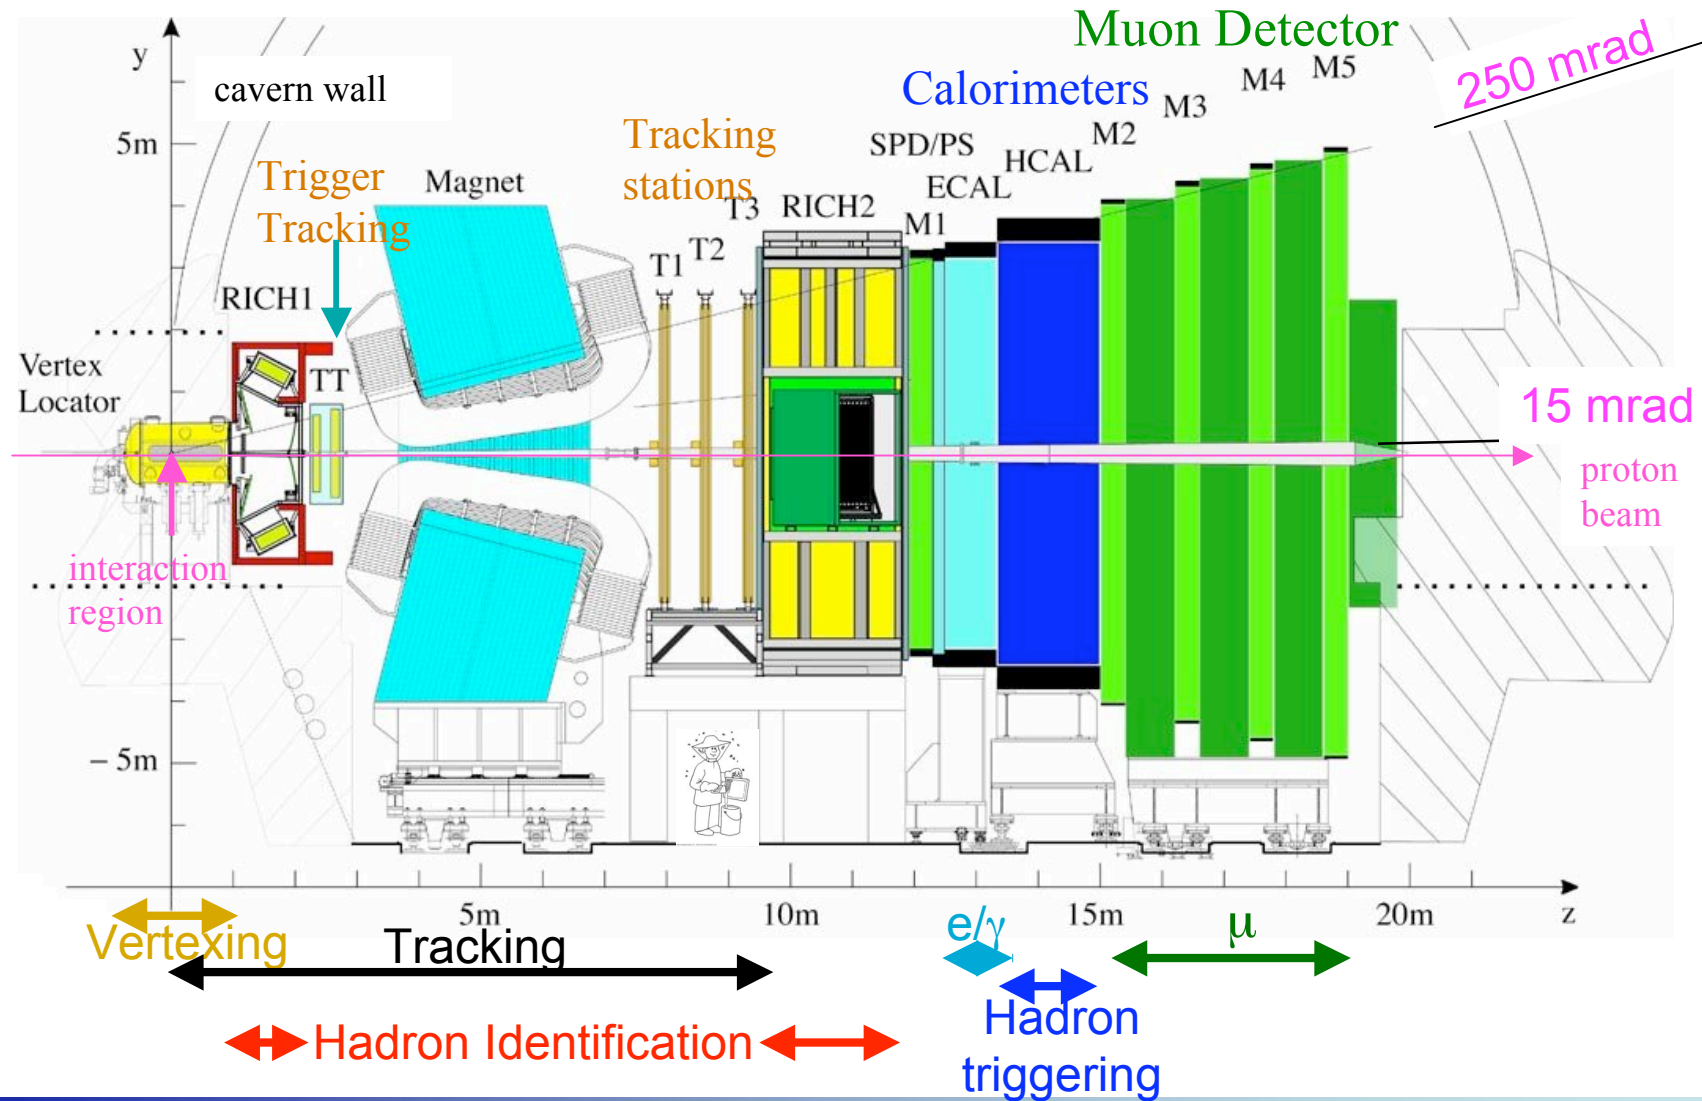 Muon Detector
250 mrad
y
cavern wall
Calorimeters
M5
M4
M3
M2
5m
Tracking
stations
SPD/PS
HCAL
ECAL
Trigger
Tracking
Magnet
T3
RICH2
M1
T2
T1
RICH1
Vertex
Locator
TT
15 mrad
proton
beam
interaction
region
- 5m
5m
10m
15m
20m
z
Vertexing
Tracking
e/γ
μ
Hadron Identification
Hadron
triggering